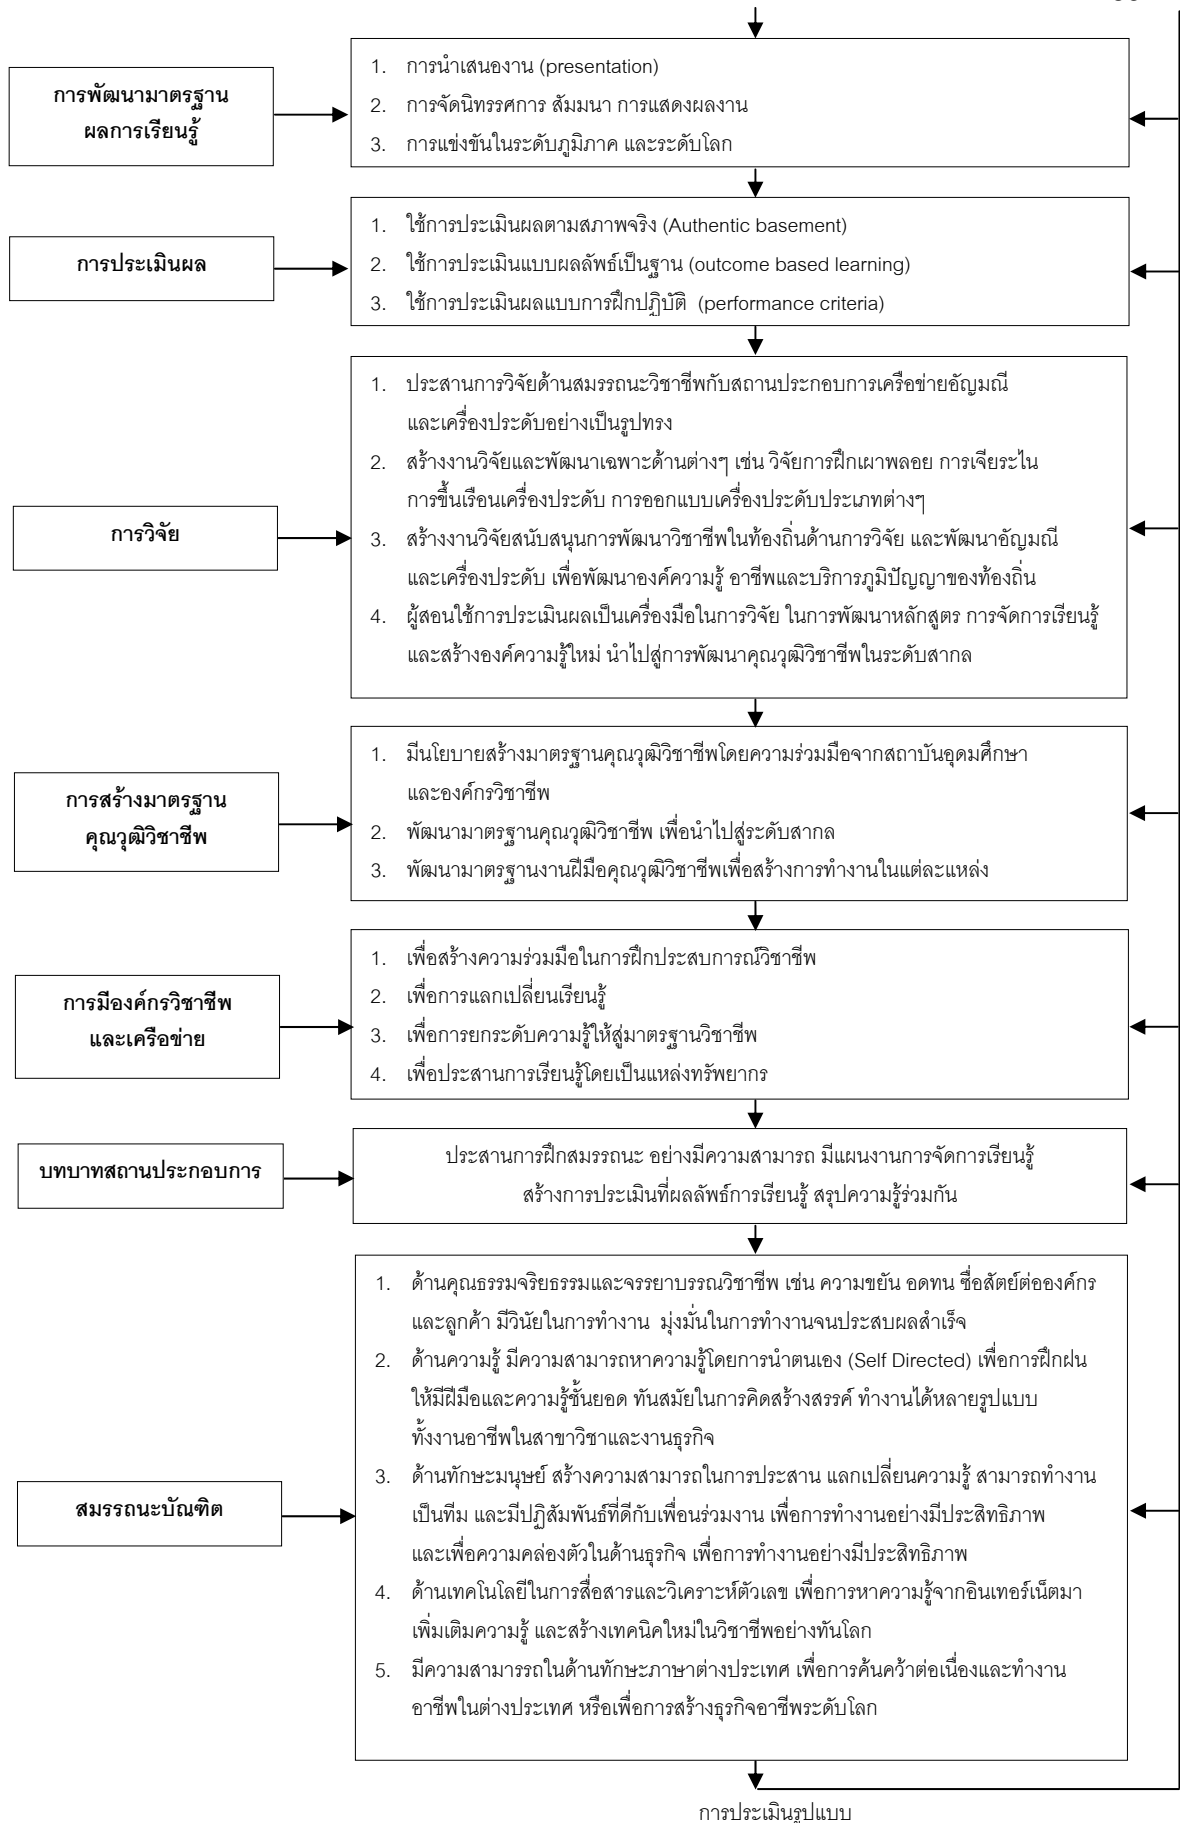 การพัฒนามาตรฐาน
ผลการเรียนรู้
1. การนำเสนองาน (presentation)
2. การจัดนิทรรศการ สัมมนา การแสดงผลงาน
3. การแข่งขันในระดับภูมิภาค และระดับโลก
การประเมินผล
1. ใช้การประเมินผลตามสภาพจริง (Authentic basement)
2. ใช้การประเมินแบบผลลัพธ์เป็นฐาน (outcome based learning)
3. ใช้การประเมินผลแบบการฝึกปฏิบัติ (performance criteria)
การวิจัย
1. ประสานการวิจัยด้านสมรรถนะวิชาชีพกับสถานประกอบการเครือข่ายอัญมณี
และเครื่องประดับอย่างเป็นรูปทรง
2. สร้างงานวิจัยและพัฒนาเฉพาะด้านต่างๆ เช่น วิจัยการฝึกเผาพลอย การเจียระไน
การขึ้นเรือนเครื่องประดับ การออกแบบเครื่องประดับประเภทต่างๆ
3. สร้างงานวิจัยสนับสนุนการพัฒนาวิชาชีพในท้องถิ่นด้านการวิจัย และพัฒนาอัญมณี
และเครื่องประดับ เพื่อพัฒนาองค์ความรู้ อาชีพและบริการภูมิปัญญาของท้องถิ่น
4. ผู้สอนใช้การประเมินผลเป็นเครื่องมือในการวิจัย ในการพัฒนาหลักสูตร การจัดการเรียนรู้
และสร้างองค์ความรู้ใหม่ นำไปสู่การพัฒนาคุณวุฒิวิชาชีพในระดับสากล
การสร้างมาตรฐาน
คุณวุฒิวิชาชีพ
1. มีนโยบายสร้างมาตรฐานคุณวุฒิวิชาชีพโดยความร่วมมือจากสถาบันอุดมศึกษา
และองค์กรวิชาชีพ
2. พัฒนามาตรฐานคุณวุฒิวิชาชีพ เพื่อนำไปสู่ระดับสากล
3. พัฒนามาตรฐานงานฝีมือคุณวุฒิวิชาชีพเพื่อสร้างการทำงานในแต่ละแหล่ง
การมีองค์กรวิชาชีพ
และเครือข่าย
1. เพื่อสร้างความร่วมมือในการฝึกประสบการณ์วิชาชีพ
2. เพื่อการแลกเปลี่ยนเรียนรู้
3. เพื่อการยกระดับความรู้ให้สู่มาตรฐานวิชาชีพ
4. เพื่อประสานการเรียนรู้โดยเป็นแหล่งทรัพยากร
บทบาทสถานประกอบการ
ประสานการฝึกสมรรถนะ อย่างมีความสามารถ มีแผนงานการจัดการเรียนรู้
สร้างการประเมินที่ผลลัพธ์การเรียนรู้ สรุปความรู้ร่วมกัน
สมรรถนะบัณฑิต
1. ด้านคุณธรรมจริยธรรมและจรรยาบรรณวิชาชีพ เช่น ความขยัน อดทน ซื่อสัตย์ต่อองค์กร
และลูกค้า มีวินัยในการทำงาน มุ่งมั่นในการทำงานจนประสบผลสำเร็จ
2. ด้านความรู้ มีความสามารถหาความรู้โดยการนำตนเอง (Self Directed) เพื่อการฝึกฝน
ให้มีฝีมือและความรู้ชั้นยอด ทันสมัยในการคิดสร้างสรรค์ ทำงานได้หลายรูปแบบ
ทั้งงานอาชีพในสาขาวิชาและงานธุรกิจ
3. ด้านทักษะมนุษย์ สร้างความสามารถในการประสาน แลกเปลี่ยนความรู้ สามารถทำงาน
เป็นทีม และมีปฏิสัมพันธ์ที่ดีกับเพื่อนร่วมงาน เพื่อการทำงานอย่างมีประสิทธิภาพ
และเพื่อความคล่องตัวในด้านธุรกิจ เพื่อการทำงานอย่างมีประสิทธิภาพ
4. ด้านเทคโนโลยีในการสื่อสารและวิเคราะห์ตัวเลข เพื่อการหาความรู้จากอินเทอร์เน็ตมา
เพิ่มเติมความรู้ และสร้างเทคนิคใหม่ในวิชาชีพอย่างทันโลก
5. มีความสามารรถในด้านทักษะภาษาต่างประเทศ เพื่อการค้นคว้าต่อเนื่องและทำงาน
อาชีพในต่างประเทศ หรือเพื่อการสร้างธุรกิจอาชีพระดับโลก
การประเมินรูปแบบ